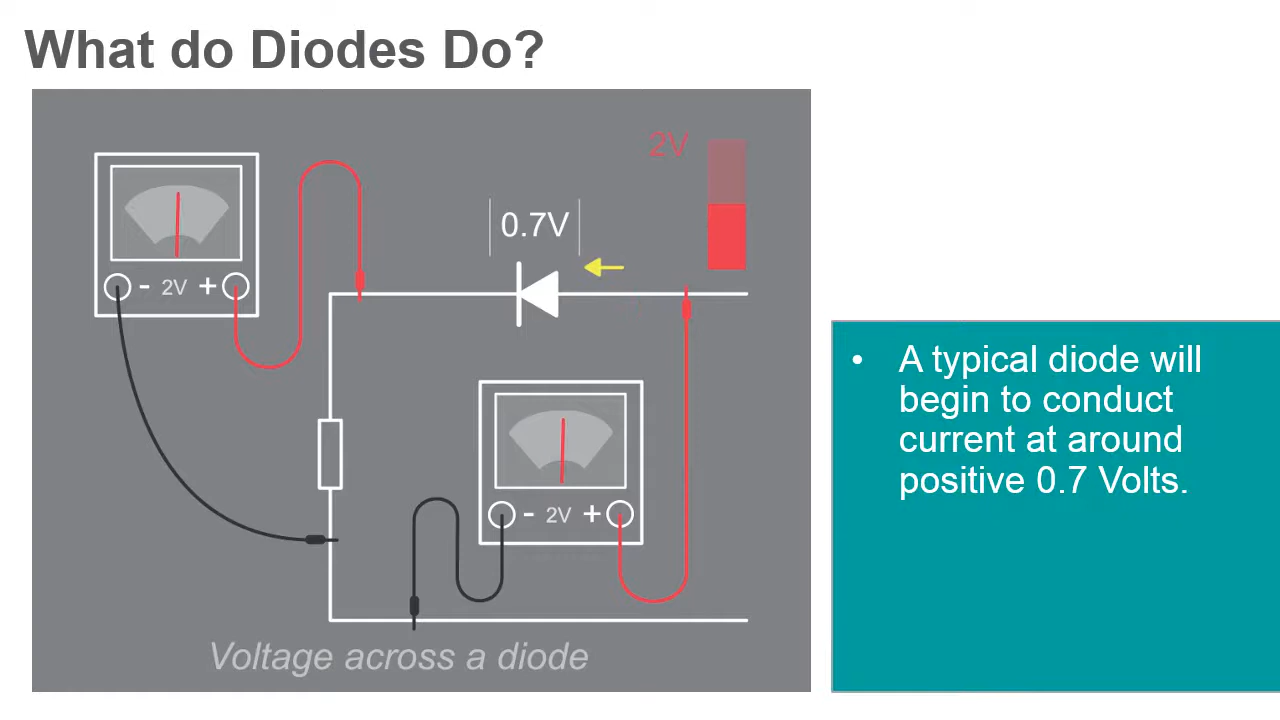 What do Diodes Do?
2V
0.7V
- 2V +
- 2V +
Voltage across a diode
• A typical diode will
begin to conduct
current at around
positive 0.7 Volts.